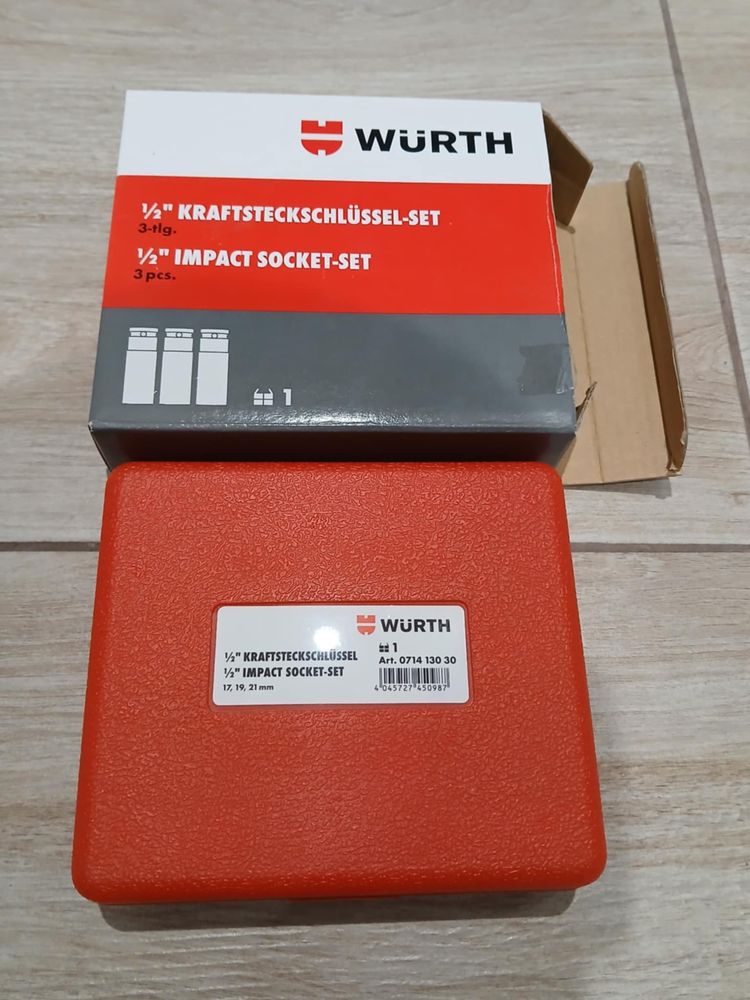 WÜRTH
½" KRAFTSTECKSCHLÜSSEL-SET
3-tlg.
½" IMPACT SOCKET-SET
3 pcs.
1
WÜRTH
½" KRAFTSTECKSCHLÜSSEL
½" IMPACT SOCKET-SET
17, 19, 21 mm
1
Art. 0714 130 30
4 045727 450987